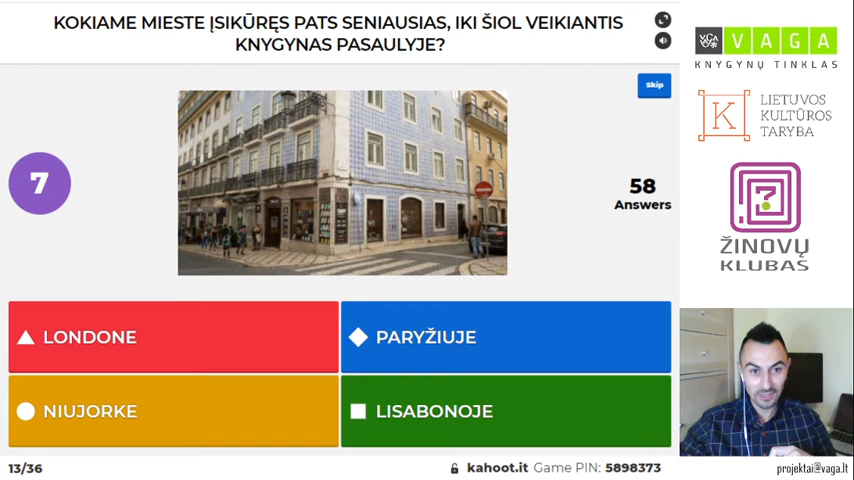 KOKIAME MIESTE ĮSIKŪRĘS PATS SENIAUSIAS, IKI ŠIOL VEIKIANTIS
KNYGYNAS PASAULYJE?
Skip
7
58
Answers
LONDONE
PARYŽIUJE
NIUJORKE
LISABONOJE
13/36
kahoot.it Game PIN: 5898373
VAGA
KNYGYNŲ TINKLAS
K
LIETUVOS
KULTŪROS
TARYBA
?
ŽINOVŲ
KLUBAS
projektai@vaga.lt